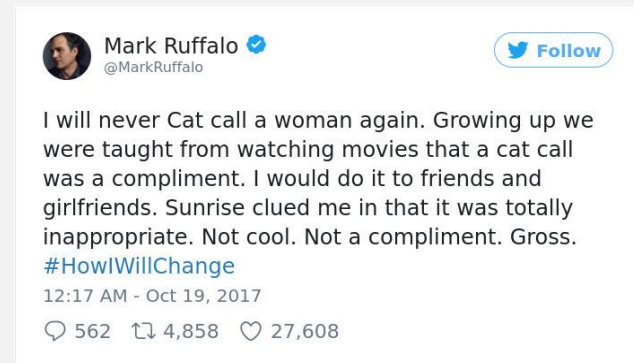 Mark Ruffalo
@MarkRuffalo
Follow
I will never Cat call a woman again. Growing up we
were taught from watching movies that a cat call
was a compliment. I would do it to friends and
girlfriends. Sunrise clued me in that it was totally
inappropriate. Not cool. Not a compliment. Gross.
#HowIWillChange
12:17 AM - Oct 19, 2017
562 4,858 27,608